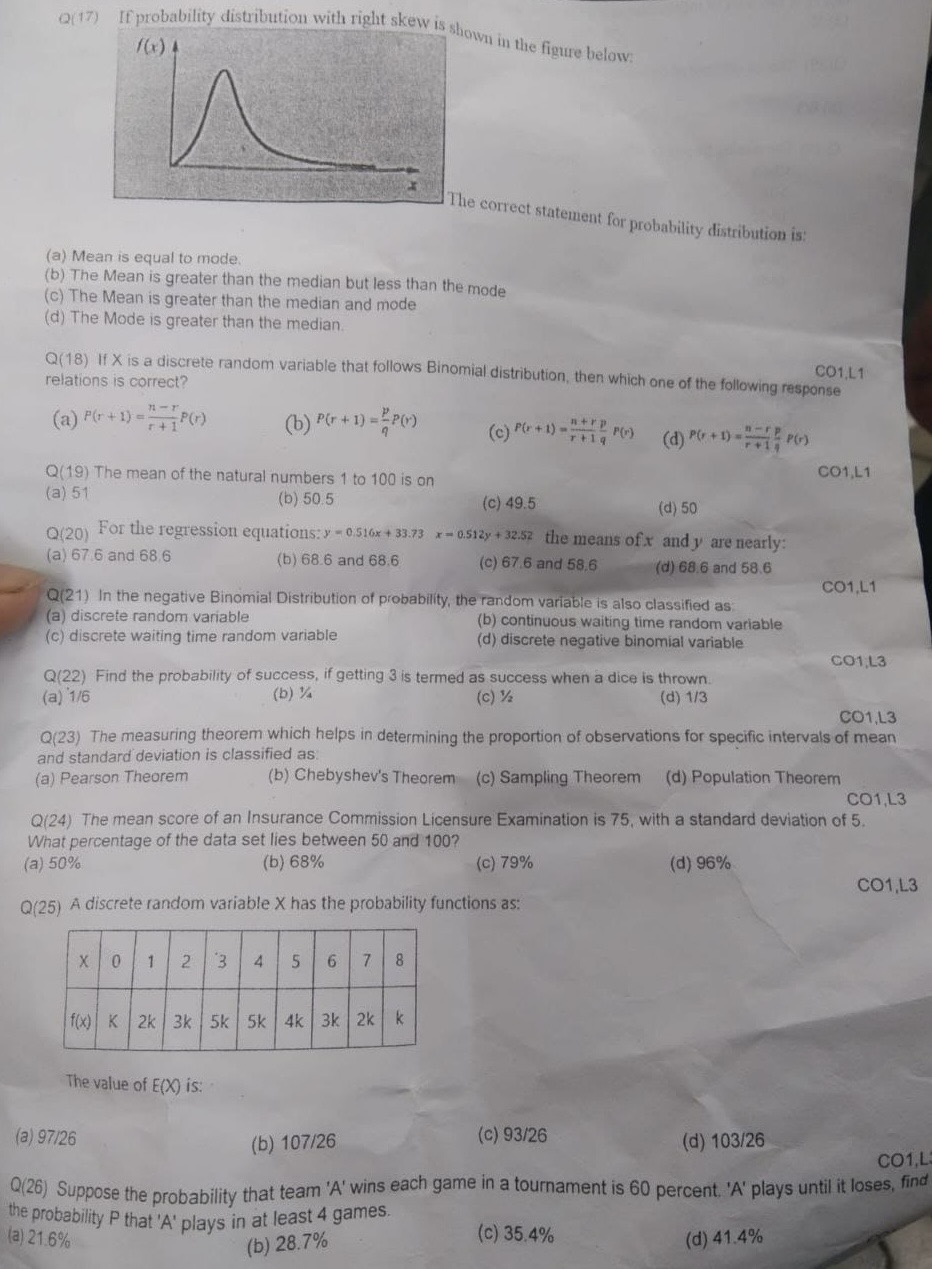 Q(17) If probability distribution with right skew is shown in the figure below:
f(x)
x
The correct statement for probability distribution is:
(a) Mean is equal to mode.
(b) The Mean is greater than the median but less than the mode
(c) The Mean is greater than the median and mode
(d) The Mode is greater than the median.
CO1,L1
Q(18) If X is a discrete random variable that follows Binomial distribution, then which one of the following response
relations is correct?
(a) P(r + 1) = \frac{n-r}{r+1} P(r) (b) P(r + 1) = \frac{p}{q} P(r) (c) P(r + 1) = \frac{n+r}{r+1} \frac{p}{q} P(r) (d) P(r + 1) = \frac{n-r}{r+1} \frac{p}{q} P(r)
CO1,L1
Q(19) The mean of the natural numbers 1 to 100 is on
(a) 51 (b) 50.5 (c) 49.5 (d) 50
Q(20) For the regression equations: y = 0.516x + 33.73 x = 0.512y + 32.52 the means of x and y are nearly:
(a) 67.6 and 68.6 (b) 68.6 and 68.6 (c) 67.6 and 58.6 (d) 68.6 and 58.6
CO1,L1
Q(21) In the negative Binomial Distribution of probability, the random variable is also classified as:
(a) discrete random variable (b) continuous waiting time random variable
(c) discrete waiting time random variable (d) discrete negative binomial variable
CO1,L3
Q(22) Find the probability of success, if getting 3 is termed as success when a dice is thrown.
(a) 1/6 (b) ¼ (c) ½ (d) 1/3
CO1,L3
Q(23) The measuring theorem which helps in determining the proportion of observations for specific intervals of mean
and standard deviation is classified as:
(a) Pearson Theorem (b) Chebyshev's Theorem (c) Sampling Theorem (d) Population Theorem
CO1,L3
Q(24) The mean score of an Insurance Commission Licensure Examination is 75, with a standard deviation of 5.
What percentage of the data set lies between 50 and 100?
(a) 50% (b) 68% (c) 79% (d) 96%
CO1,L3
Q(25) A discrete random variable X has the probability functions as:
X 0 1 2 3 4 5 6 7 8
f(x) K 2k 3k 5k 5k 4k 3k 2k k
The value of E(X) is:
(a) 97/26 (b) 107/26 (c) 93/26 (d) 103/26
CO1,L
Q(26) Suppose the probability that team 'A' wins each game in a tournament is 60 percent. 'A' plays until it loses, find
the probability P that 'A' plays in at least 4 games.
(a) 21.6% (b) 28.7% (c) 35.4% (d) 41.4%